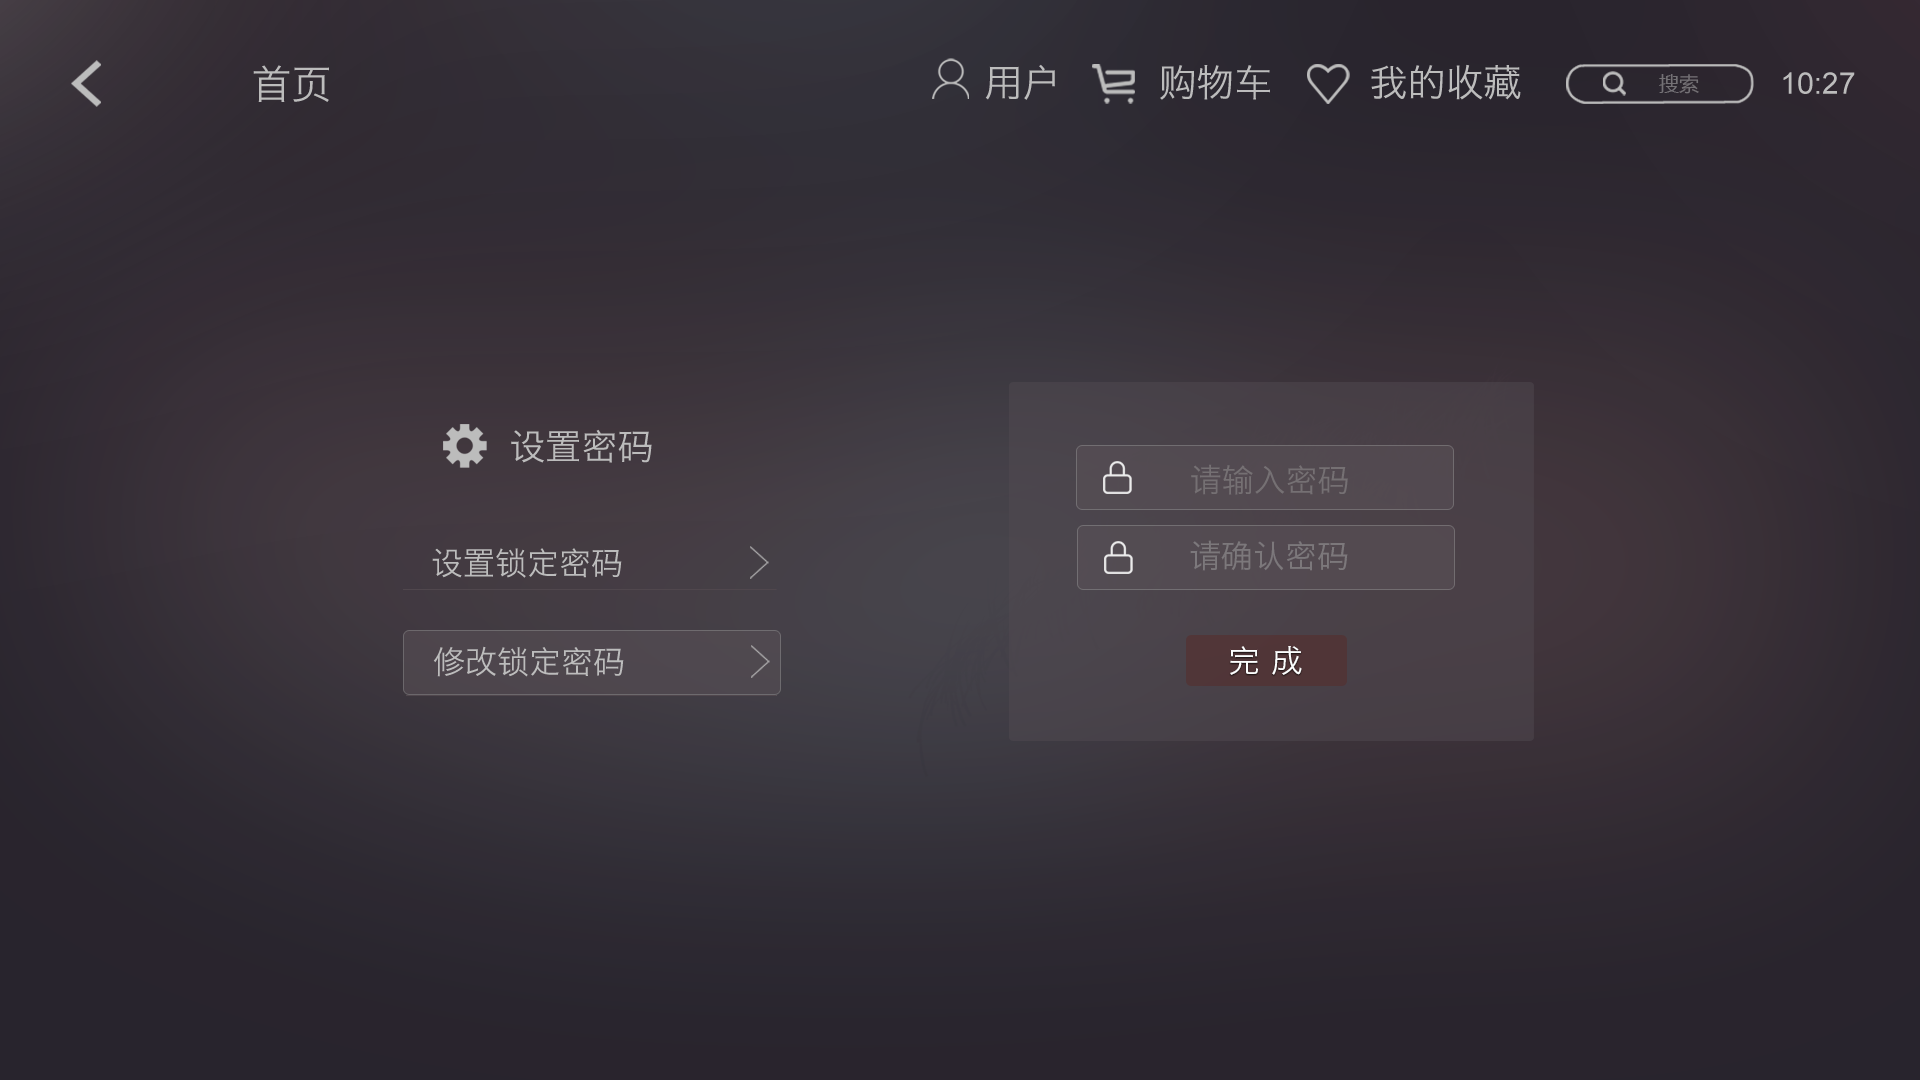 首页 用户 购物车 我的收藏 搜索 10:27
设置密码
设置锁定密码
修改锁定密码
请输入密码
请确认密码
完成